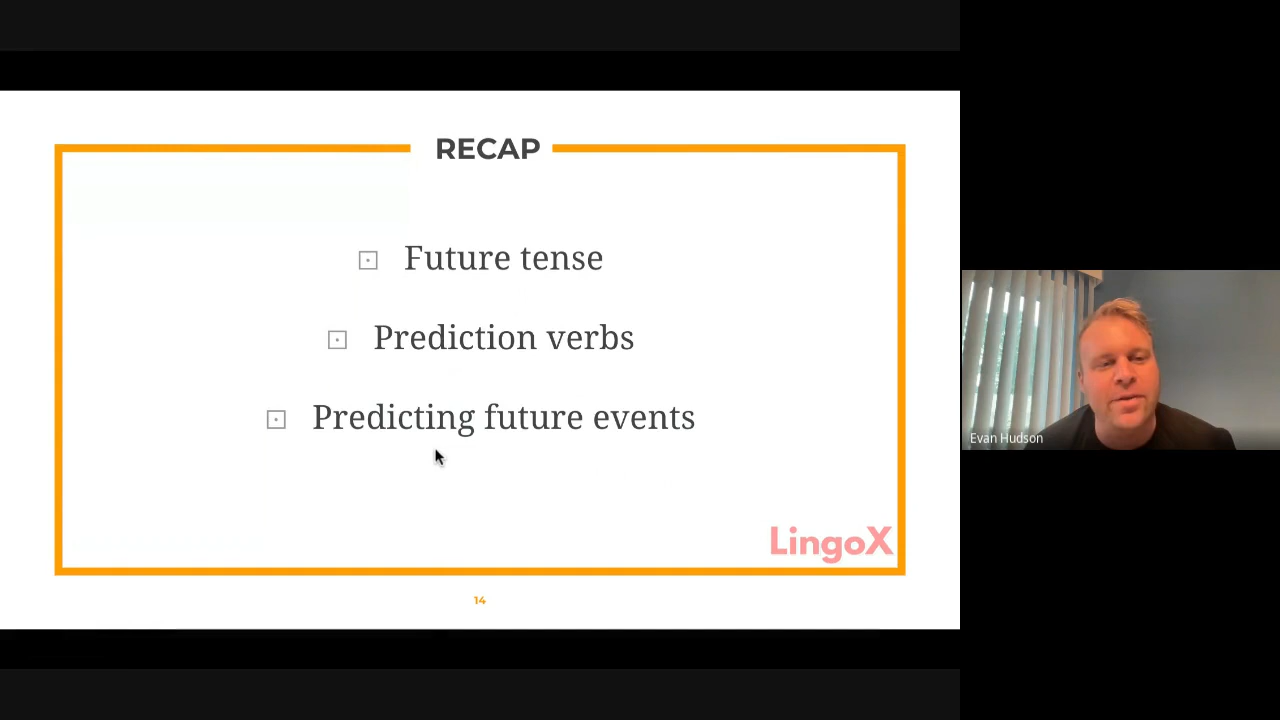 RECAP
Future tense
Prediction verbs
Predicting future events
LingoX
14
Evan Hudson